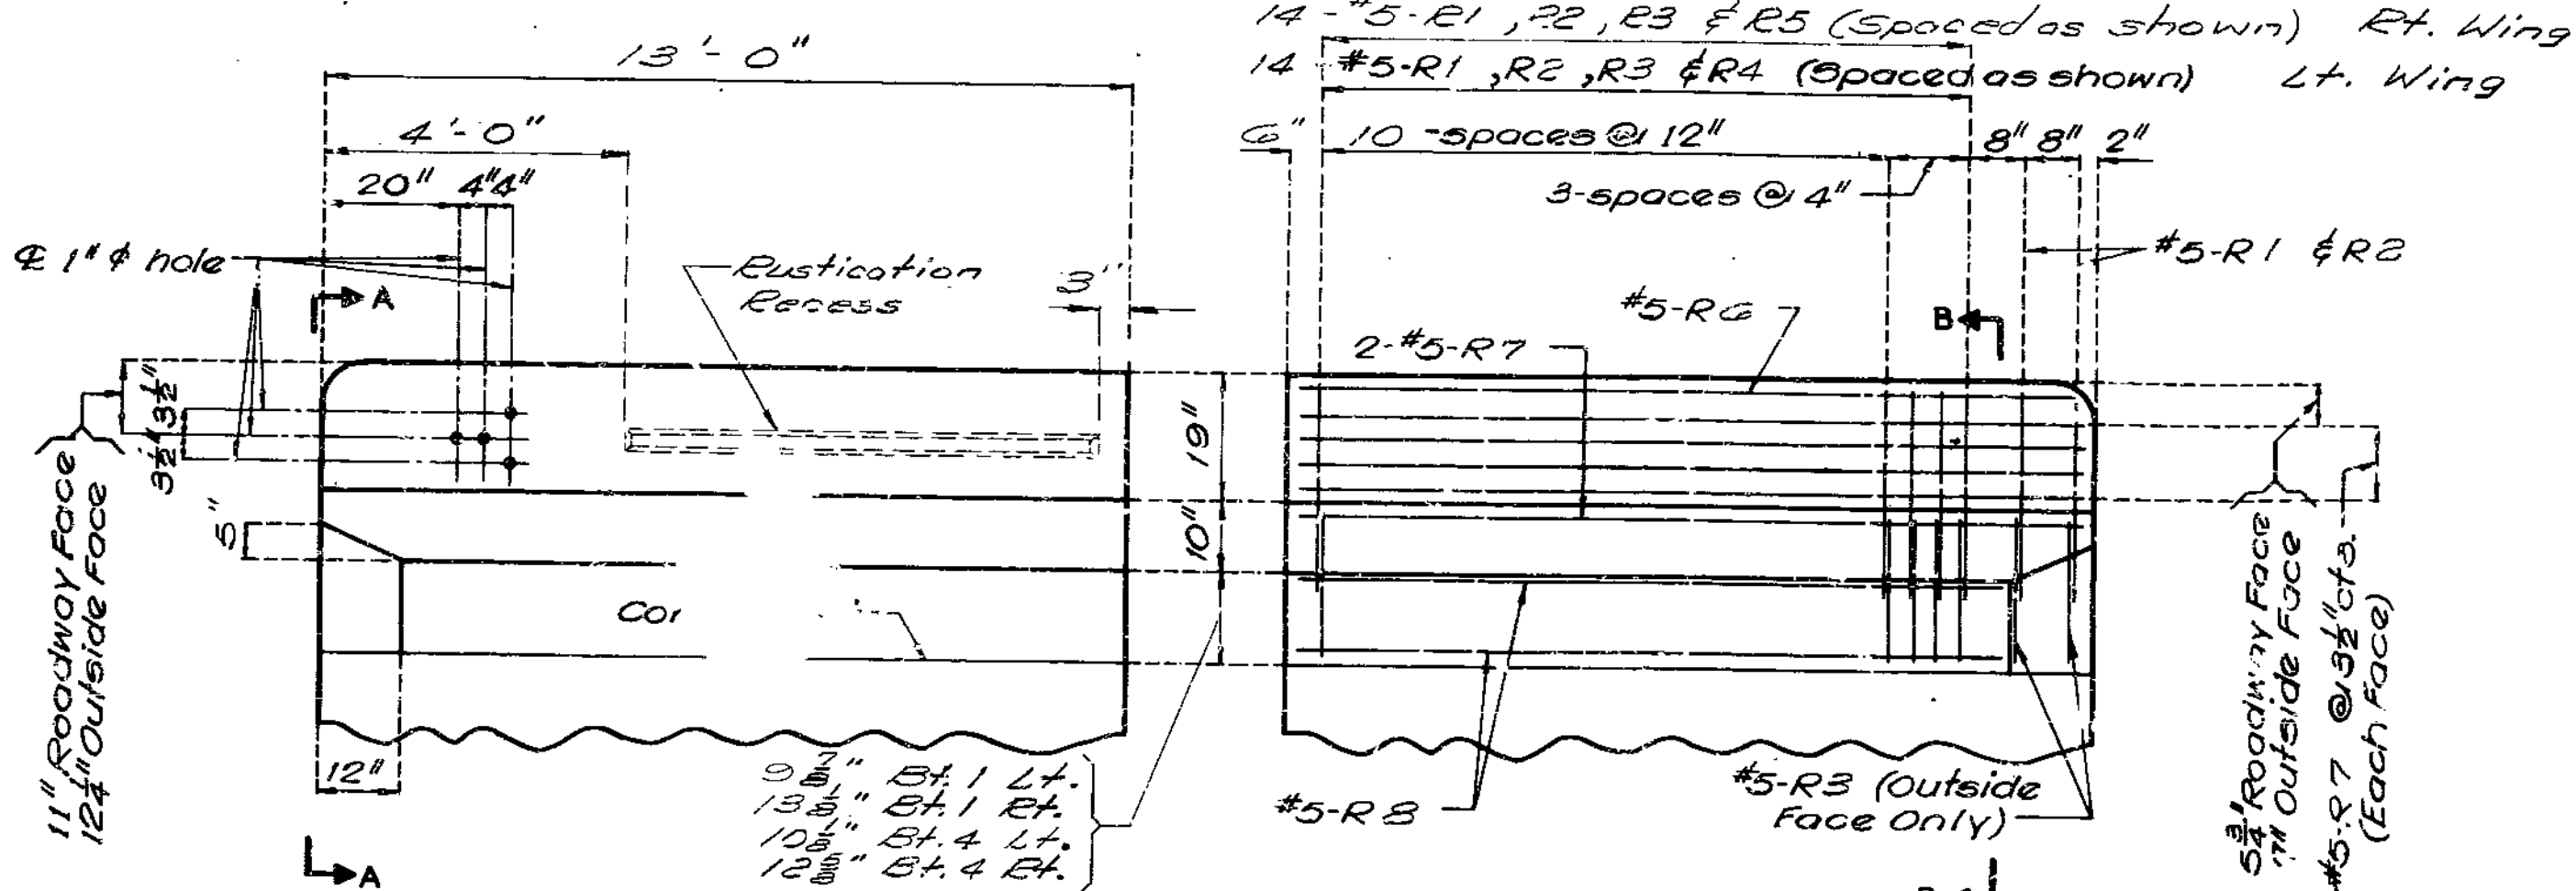 14 - #5-R1 , R2 , R3 & R5 (Spaced as shown) Rt. Wing
14 - #5-R1 , R2 , R3 & R4 (Spaced as shown) Lt. Wing
13'-0"
4'-0"
6" 10 -spaces @ 12" 8" 8" 2"
3-spaces @ 4"
20" 4" 4"
℄ 1" ϕ hole
Rustication
Recess
3"
#5-R1 & R2
A
#5-R6
B
2-#5-R7
3½" 3½"
19"
10"
5"
11" Roadway Face
12¼" Outside Face
12"
9⅞" Bt. 1 Lt.
13⅛" Bt. 1 Rt.
10⅛" Bt. 4 Lt.
12⅝" Bt. 4 Rt.
#5-R8
#5-R3 (Outside
Face Only)
5¾" Roadway Face
7" Outside Face
#5-R7 @ 3½" cts.
(Each Face)
A